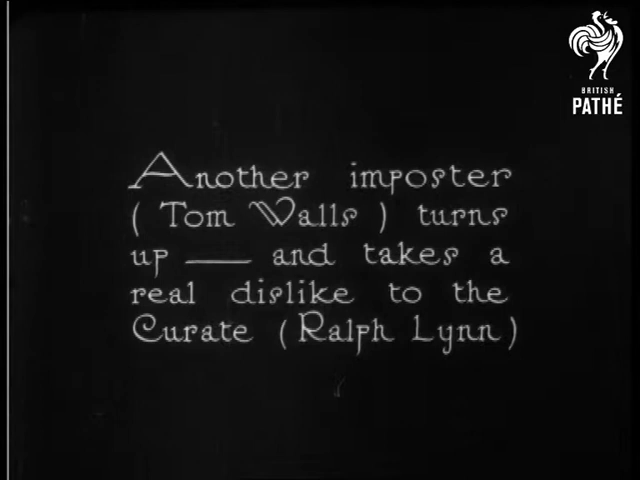 BRITISH
PATHÉ
Another imposter
( Tom Walls ) turns
up — and takes a
real dislike to the
Curate ( Ralph Lynn )